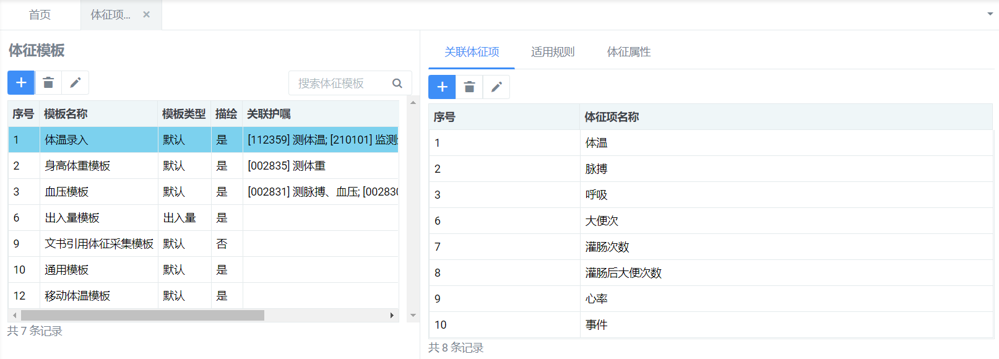 首页
体征项...
体征模板
搜索体征模板
序号 模板名称 模板类型 描绘 关联护嘱
1 体温录入 默认 是 [112359] 测体温; [210101] 监测
2 身高体重模板 默认 是 [002835] 测体重
3 血压模板 默认 是 [002831] 测脉搏、血压; [002830
6 出入量模板 出入量 是
9 文书引用体征采集模板 默认 否
10 通用模板 默认 是
12 移动体温模板 默认 是
共 7 条记录
关联体征项 适用规则 体征属性
序号 体征项名称
1 体温
2 脉搏
3 呼吸
6 大便次
7 灌肠次数
8 灌肠后大便次数
9 心率
10 事件
共 8 条记录